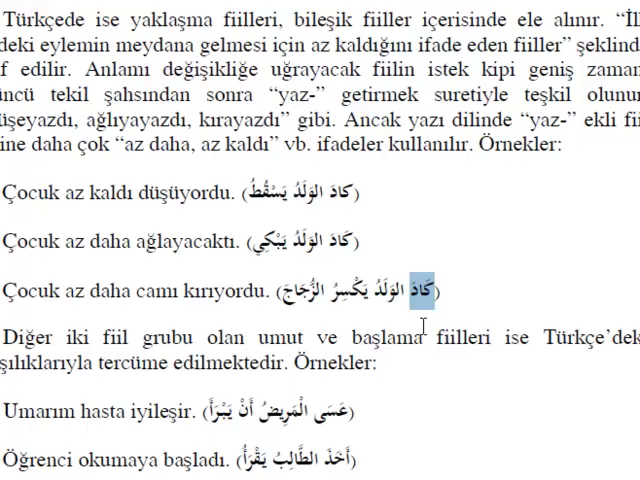 Türkçede ise yaklaşma fiilleri, bileşik fiiller içerisinde ele alınır. “İl
deki eylemin meydana gelmesi için az kaldığını ifade eden fiiller” şeklind
f edilir. Anlamı değişikliğe uğrayacak fiilin istek kipi geniş zaman
üncü tekil şahsından sonra “yaz-” getirmek suretiyle teşkil olunur
üşeyazdı, ağlıyayazdı, kırayazdı” gibi. Ancak yazı dilinde “yaz-” ekli fii
ine daha çok “az daha, az kaldı” vb. ifadeler kullanılır. Örnekler:
Çocuk az kaldı düşüyordu. (كادَ الوَلَدُ يَسْقُطُ)
Çocuk az daha ağlayacaktı. (كَادَ الوَلَدُ يَبْكِي)
Çocuk az daha camı kırıyordu. (كَادَ الوَلَدُ يَكْسِرُ الزُّجَاجَ)
Diğer iki fiil grubu olan umut ve başlama fiilleri ise Türkçe’dek
şılıklarıyla tercüme edilmektedir. Örnekler:
Umarım hasta iyileşir. (عَسَى الْمَرِيضُ أَنْ يَبْرَأَ)
Öğrenci okumaya başladı. (أَخَذَ الطَّالِبُ يَقْرَأُ)